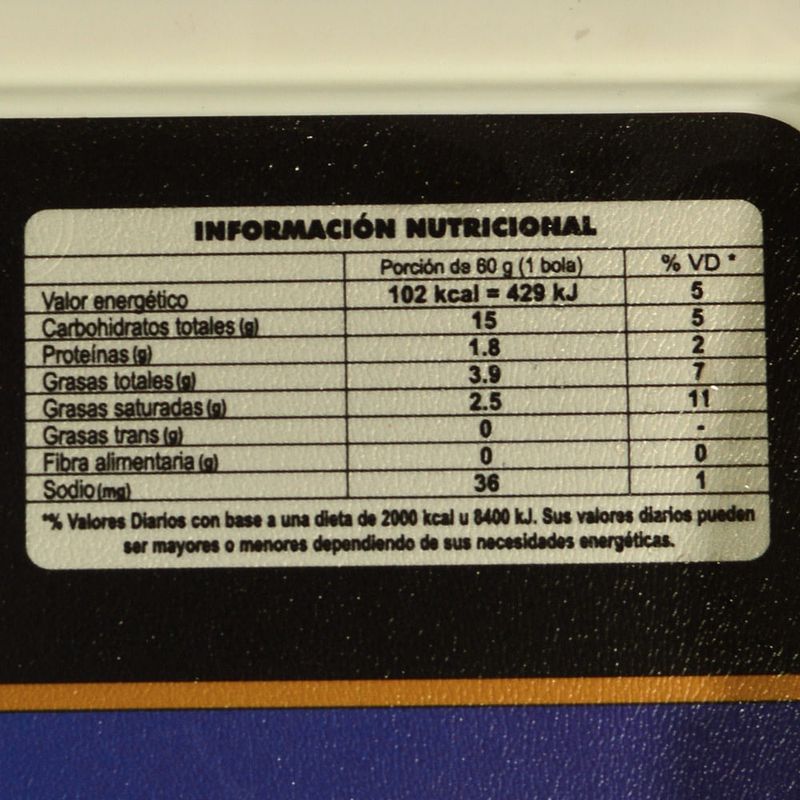 INFORMACIÓN NUTRICIONAL
Porción de 60 g (1 bola) % VD *
Valor energético 102 kcal = 429 kJ 5
Carbohidratos totales (g) 15 5
Proteínas (g) 1.8 2
Grasas totales (g) 3.9 7
Grasas saturadas (g) 2.5 11
Grasas trans (g) 0 -
Fibra alimentaria (g) 0 0
Sodio (mg) 36 1
*% Valores Diarios con base a una dieta de 2000 kcal u 8400 kJ. Sus valores diarios pueden
ser mayores o menores dependiendo de sus necesidades energéticas.